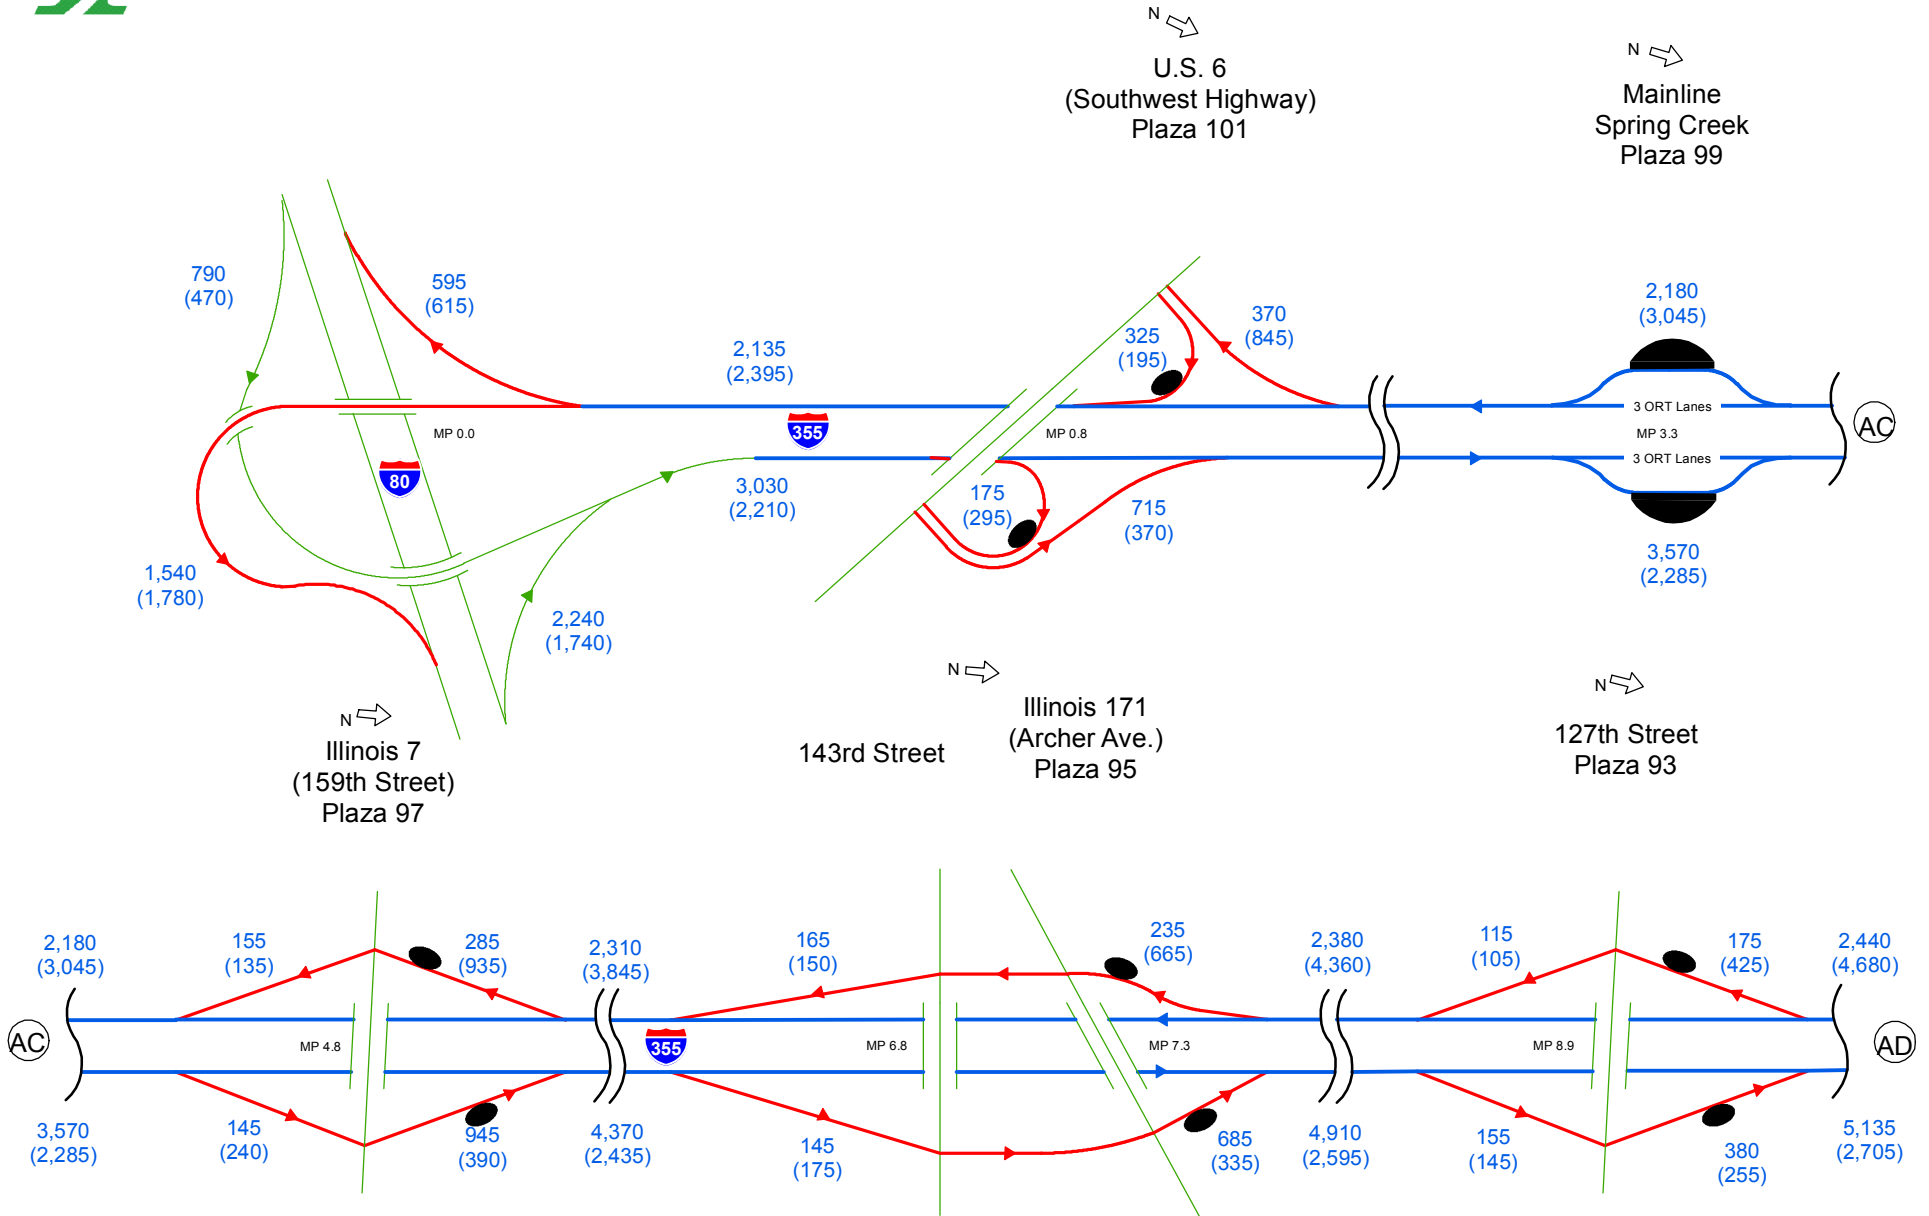 N
U.S. 6
(Southwest Highway)
Plaza 101
N
Mainline
Spring Creek
Plaza 99
790
(470)
595
(615)
2,135
(2,395)
325
(195)
370
(845)
2,180
(3,045)
3 ORT Lanes
MP 0.0
355
MP 0.8
MP 3.3
AC
80
3 ORT Lanes
3,030
(2,210)
175
(295)
715
(370)
3,570
(2,285)
1,540
(1,780)
2,240
(1,740)
N
Illinois 7
(159th Street)
Plaza 97
143rd Street
N
Illinois 171
(Archer Ave.)
Plaza 95
N
127th Street
Plaza 93
2,180
(3,045)
155
(135)
285
(935)
2,310
(3,845)
165
(150)
235
(665)
2,380
(4,360)
115
(105)
175
(425)
2,440
(4,680)
AC
MP 4.8
355
MP 6.8
MP 7.3
MP 8.9
AD
3,570
(2,285)
145
(240)
945
(390)
4,370
(2,435)
145
(175)
685
(335)
4,910
(2,595)
155
(145)
380
(255)
5,135
(2,705)